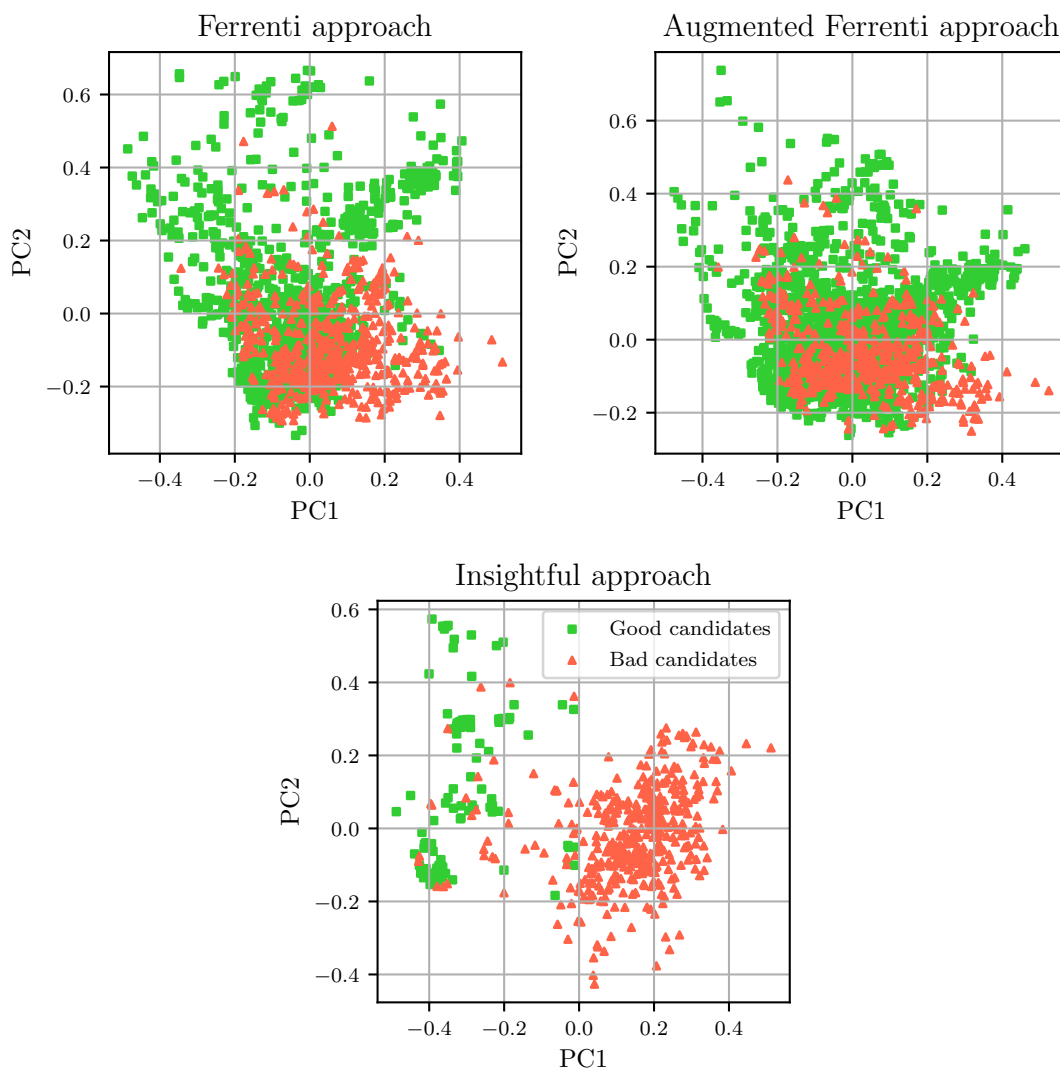 Ferrenti approach
PC2
0.6
0.4
0.2
0.0
−0.2
−0.4
−0.2
0.0
0.2
0.4
PC1
Augmented Ferrenti approach
PC2
0.6
0.4
0.2
0.0
−0.2
−0.4
−0.2
0.0
0.2
0.4
PC1
Insightful approach
Good candidates
Bad candidates
PC2
0.6
0.4
0.2
0.0
−0.2
−0.4
−0.4
−0.2
0.0
0.2
0.4
PC1